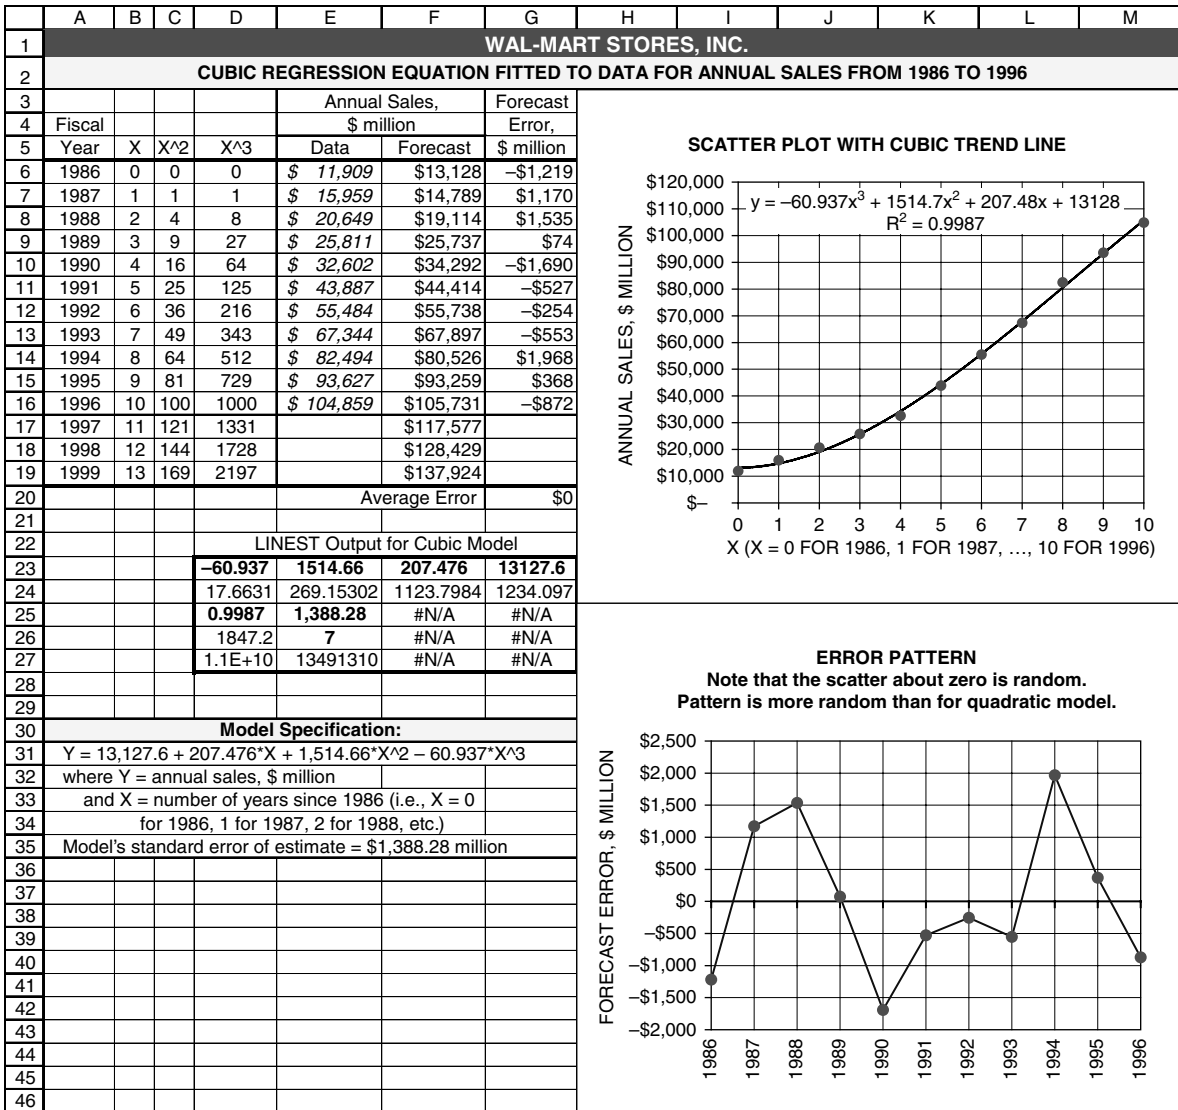 A B C D E F G H I J K L M
1 WAL-MART STORES, INC.
2 CUBIC REGRESSION EQUATION FITTED TO DATA FOR ANNUAL SALES FROM 1986 TO 1996
3 Annual Sales, Forecast
4 Fiscal $ million Error,
5 Year X X^2 X^3 Data Forecast $ million
6 1986 0 0 0 $ 11,909 $13,128 –$1,219
7 1987 1 1 1 $ 15,959 $14,789 $1,170
8 1988 2 4 8 $ 20,649 $19,114 $1,535
9 1989 3 9 27 $ 25,811 $25,737 $74
10 1990 4 16 64 $ 32,602 $34,292 –$1,690
11 1991 5 25 125 $ 43,887 $44,414 –$527
12 1992 6 36 216 $ 55,484 $55,738 –$254
13 1993 7 49 343 $ 67,344 $67,897 –$553
14 1994 8 64 512 $ 82,494 $80,526 $1,968
15 1995 9 81 729 $ 93,627 $93,259 $368
16 1996 10 100 1000 $ 104,859 $105,731 –$872
17 1997 11 121 1331 $117,577
18 1998 12 144 1728 $128,429
19 1999 13 169 2197 $137,924
20 Average Error $0
21
22 LINEST Output for Cubic Model
23 –60.937 1514.66 207.476 13127.6
24 17.6631 269.15302 1123.7984 1234.097
25 0.9987 1,388.28 #N/A #N/A
26 1847.2 7 #N/A #N/A
27 1.1E+10 13491310 #N/A #N/A
28
29
30 Model Specification:
31 Y = 13,127.6 + 207.476*X + 1,514.66*X^2 – 60.937*X^3
32 where Y = annual sales, $ million
33 and X = number of years since 1986 (i.e., X = 0
34 for 1986, 1 for 1987, 2 for 1988, etc.)
35 Model's standard error of estimate = $1,388.28 million
36
37
38
39
40
41
42
43
44
45
46
SCATTER PLOT WITH CUBIC TREND LINE
y = –60.937x³ + 1514.7x² + 207.48x + 13128
R² = 0.9987
ANNUAL SALES, $ MILLION
$120,000
$110,000
$100,000
$90,000
$80,000
$70,000
$60,000
$50,000
$40,000
$30,000
$20,000
$10,000
$–
0 1 2 3 4 5 6 7 8 9 10
X (X = 0 FOR 1986, 1 FOR 1987, …, 10 FOR 1996)
ERROR PATTERN
Note that the scatter about zero is random.
Pattern is more random than for quadratic model.
FORECAST ERROR, $ MILLION
$2,500
$2,000
$1,500
$1,000
$500
$0
–$500
–$1,000
–$1,500
–$2,000
1986 1987 1988 1989 1990 1991 1992 1993 1994 1995 1996